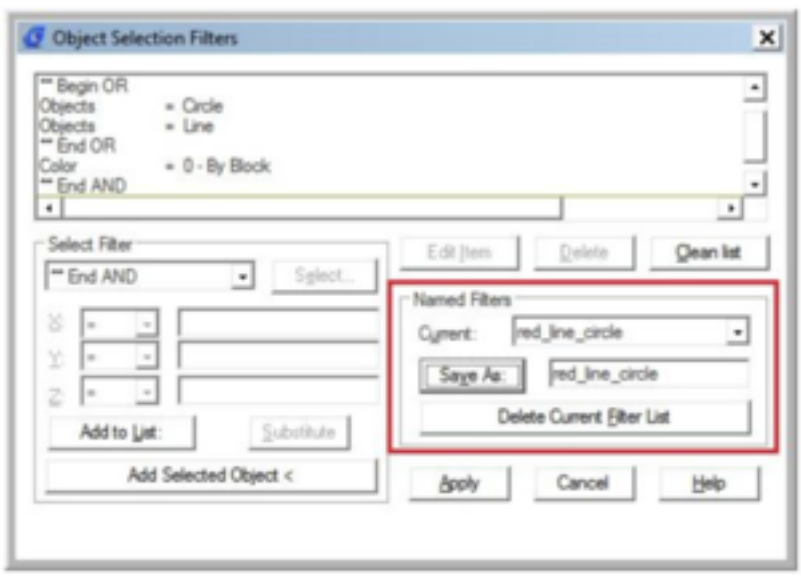 Object Selection Filters
** Begin OR
Objects = Circle
Objects = Line
** End OR
Color = 0 - By Block
** End AND
Select Filter
** End AND Select...
X: =
Y: =
Z: =
Add to List: Substitute
Add Selected Object <
Edit Item Delete Clean list
Named Filters
Current: red_line_circle
Save As: red_line_circle
Delete Current Filter List
Apply Cancel Help